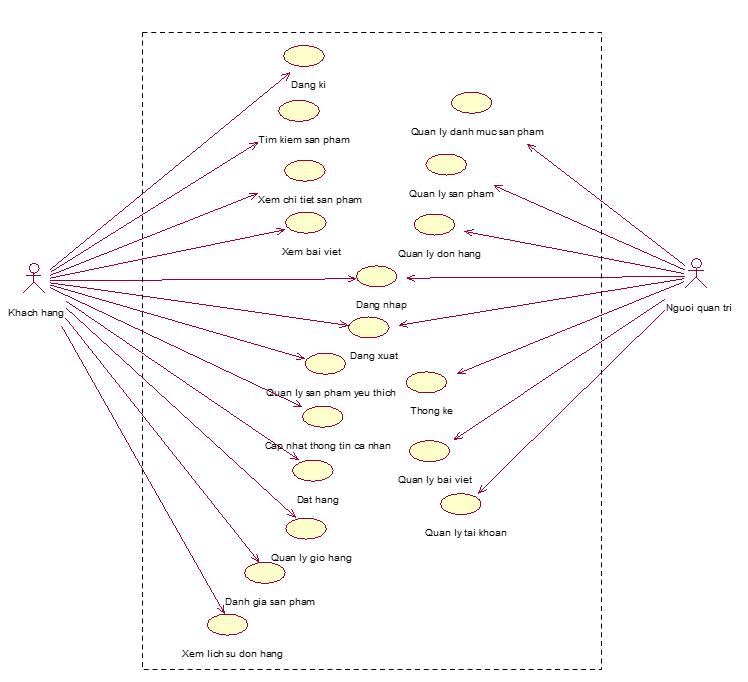 Dang ki
Quan ly danh muc san pham
Tim kiem san pham
Quan ly san pham
Xem chi tiet san pham
Xem bai viet
Quan ly don hang
Dang nhap
Khach hang
Nguoi quan tri
Dang xuat
Quan ly san pham yeu thich
Thong ke
Cap nhat thong tin ca nhan
Quan ly bai viet
Dat hang
Quan ly tai khoan
Quan ly gio hang
Danh gia san pham
Xem lich su don hang